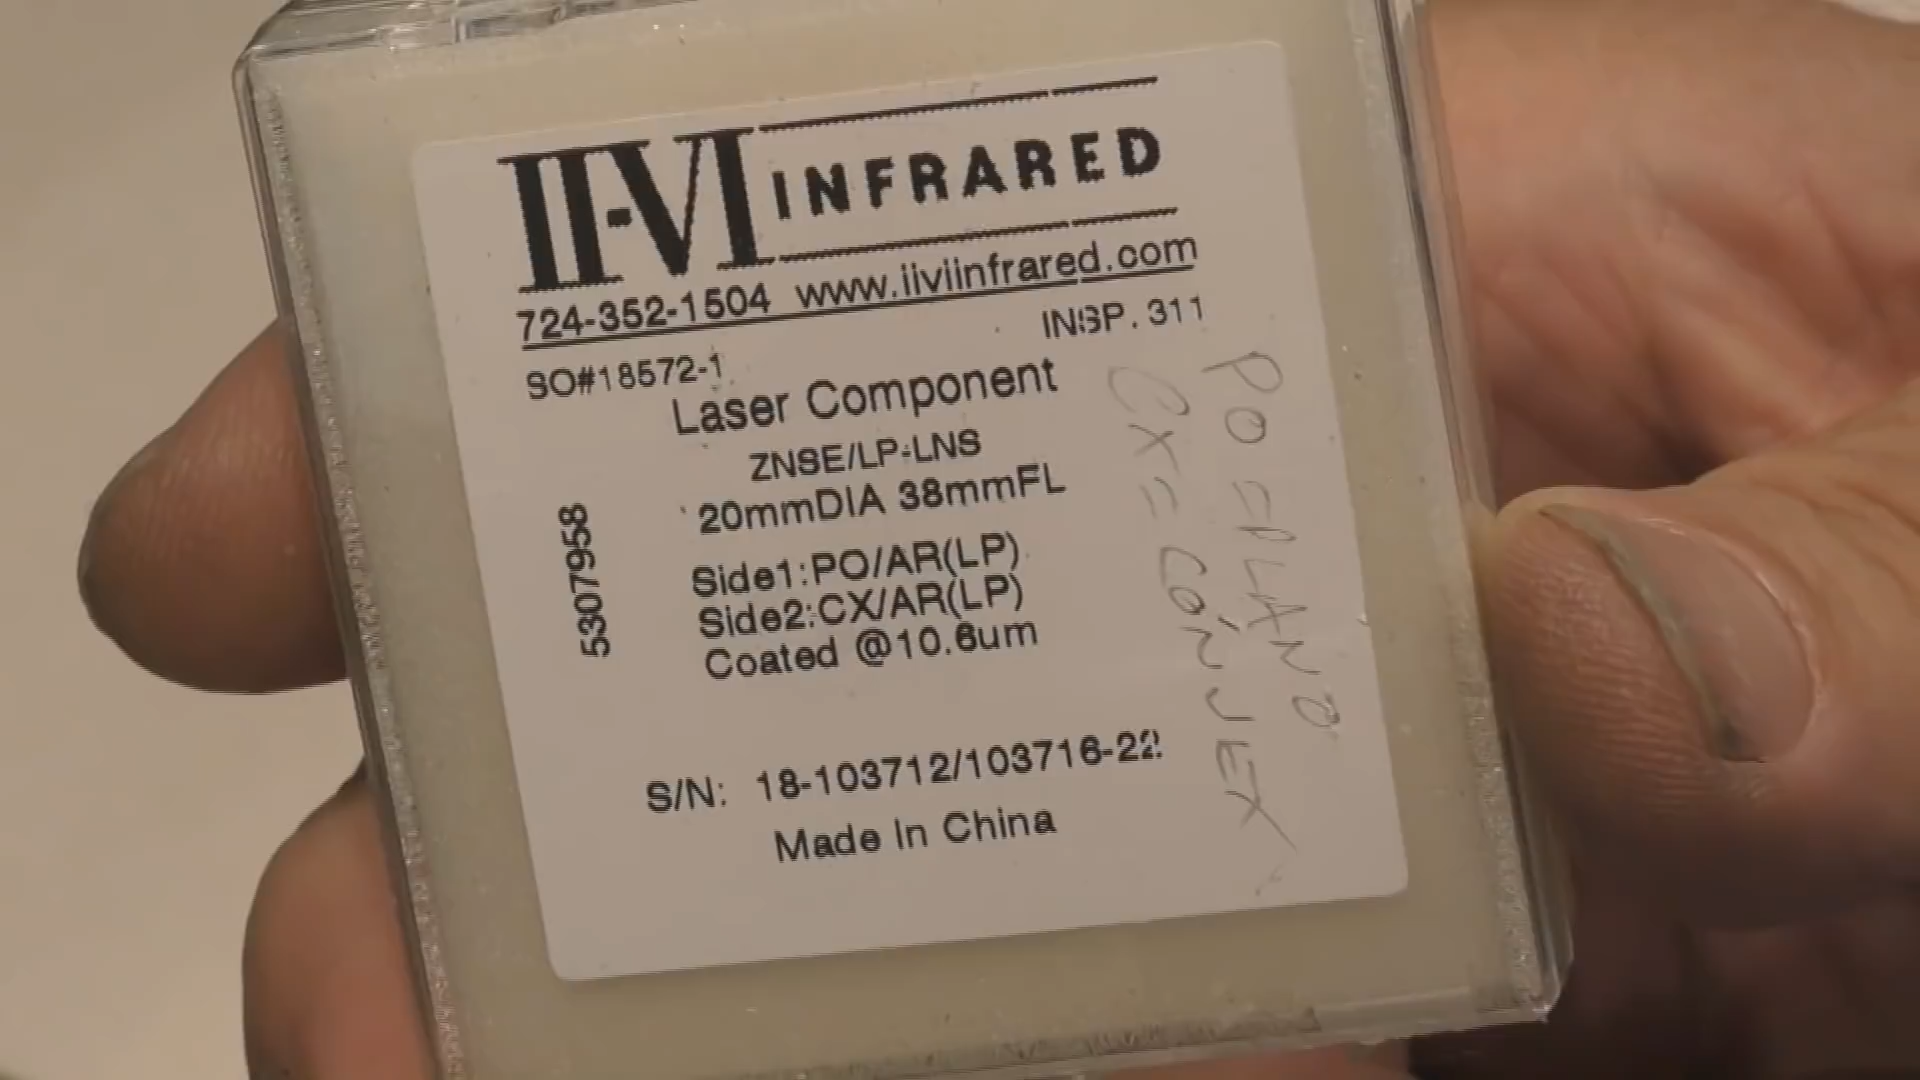 II-VI INFRARED
724-352-1504 www.iiviinfrared.com
INSP. 311
SO#18572-1
Laser Component
ZNSE/LP-LNS
20mmDIA 38mmFL
5307958
Side1:PO/AR(LP)
Side2:CX/AR(LP)
Coated @10.6um
S/N: 18-103712/103716-22
Made In China
PO = PLANO
CX = CONVEX